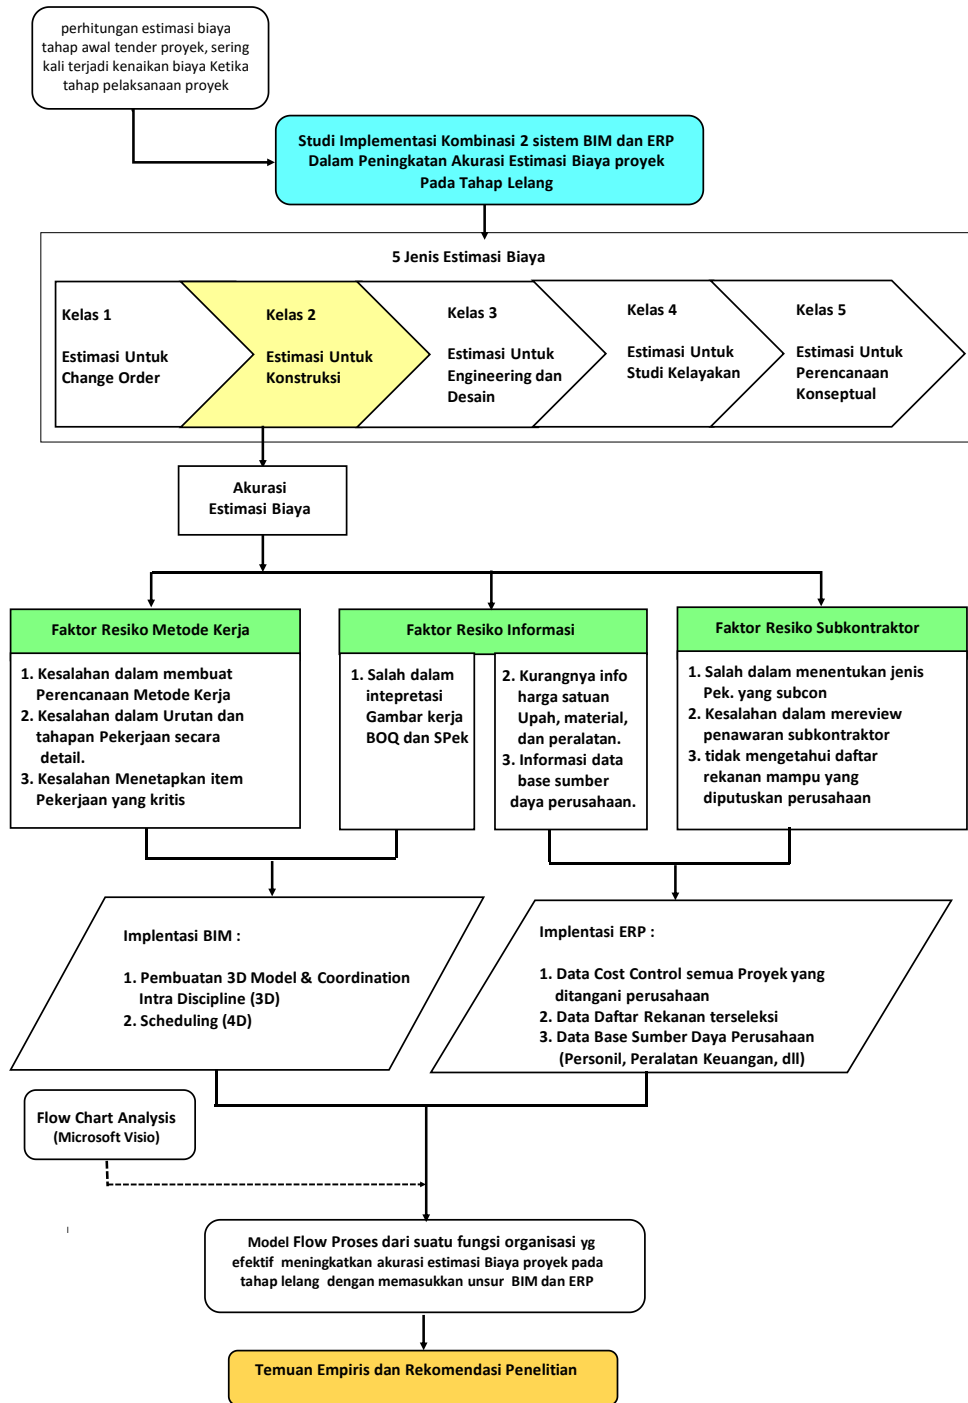 perhitungan estimasi biaya
tahap awal tender proyek, sering
kali terjadi kenaikan biaya Ketika
tahap pelaksanaan proyek
Studi Implementasi Kombinasi 2 sistem BIM dan ERP
Dalam Peningkatan Akurasi Estimasi Biaya proyek
Pada Tahap Lelang
5 Jenis Estimasi Biaya
Kelas 1
Estimasi Untuk
Change Order
Kelas 2
Estimasi Untuk
Konstruksi
Kelas 3
Estimasi Untuk
Engineering dan
Desain
Kelas 4
Estimasi Untuk
Studi Kelayakan
Kelas 5
Estimasi Untuk
Perencanaan
Konseptual
Akurasi
Estimasi Biaya
Faktor Resiko Metode Kerja
1. Kesalahan dalam membuat
Perencanaan Metode Kerja
2. Kesalahan dalam Urutan dan
tahapan Pekerjaan secara
detail.
3. Kesalahan Menetapkan item
Pekerjaan yang kritis
Faktor Resiko Informasi
1. Salah dalam
intepretasi
Gambar kerja
BOQ dan SPek
2. Kurangnya info
harga satuan
Upah, material,
dan peralatan.
3. Informasi data
base sumber
daya perusahaan.
Faktor Resiko Subkontraktor
1. Salah dalam menentukan jenis
Pek. yang subcon
2. Kesalahan dalam mereview
penawaran subkontraktor
3. tidak mengetahui daftar
rekanan mampu yang
diputuskan perusahaan
Implentasi BIM :
1. Pembuatan 3D Model & Coordination
Intra Discipline (3D)
2. Scheduling (4D)
Implentasi ERP :
1. Data Cost Control semua Proyek yang
ditangani perusahaan
2. Data Daftar Rekanan terseleksi
3. Data Base Sumber Daya Perusahaan
(Personil, Peralatan Keuangan, dll)
Flow Chart Analysis
(Microsoft Visio)
Model Flow Proses dari suatu fungsi organisasi yg
efektif meningkatkan akurasi estimasi Biaya proyek pada
tahap lelang dengan memasukkan unsur BIM dan ERP
Temuan Empiris dan Rekomendasi Penelitian